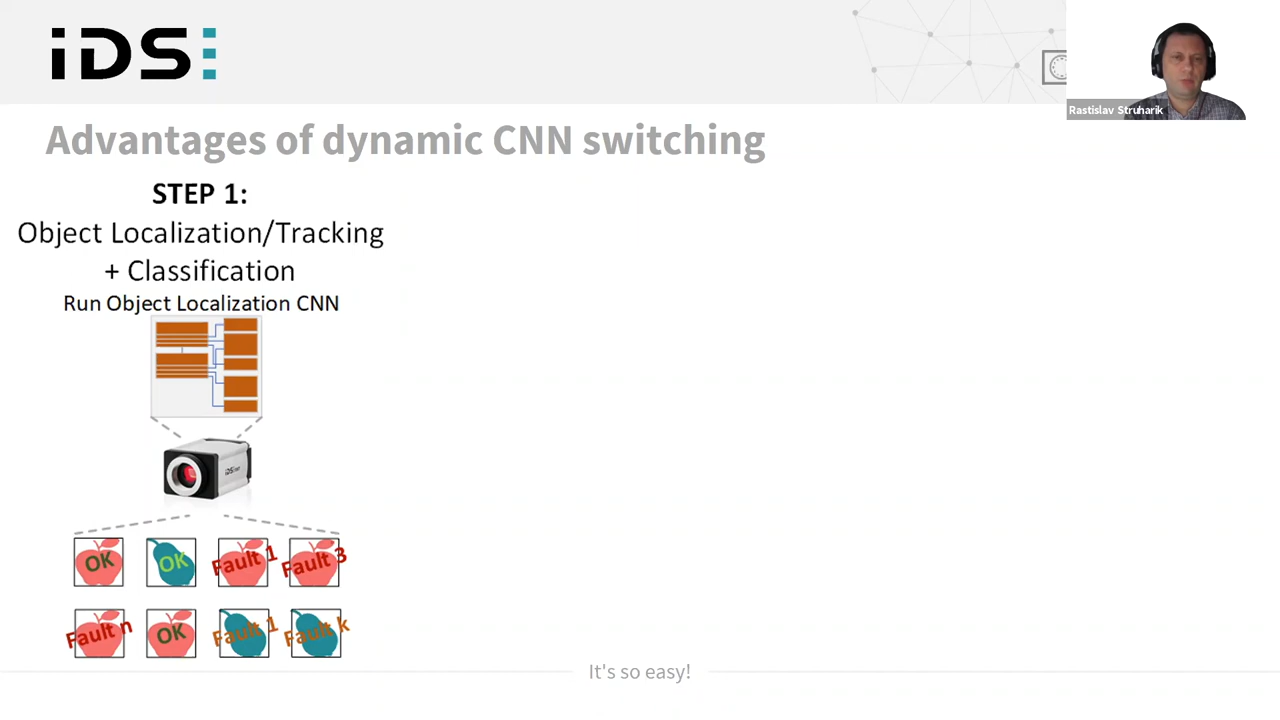 iDS
Rastislav Struharik
Advantages of dynamic CNN switching
STEP 1:
Object Localization/Tracking
+ Classification
Run Object Localization CNN
iDS
OK
OK
Fault 1
Fault 3
Fault n
OK
Fault 1
Fault k
It's so easy!